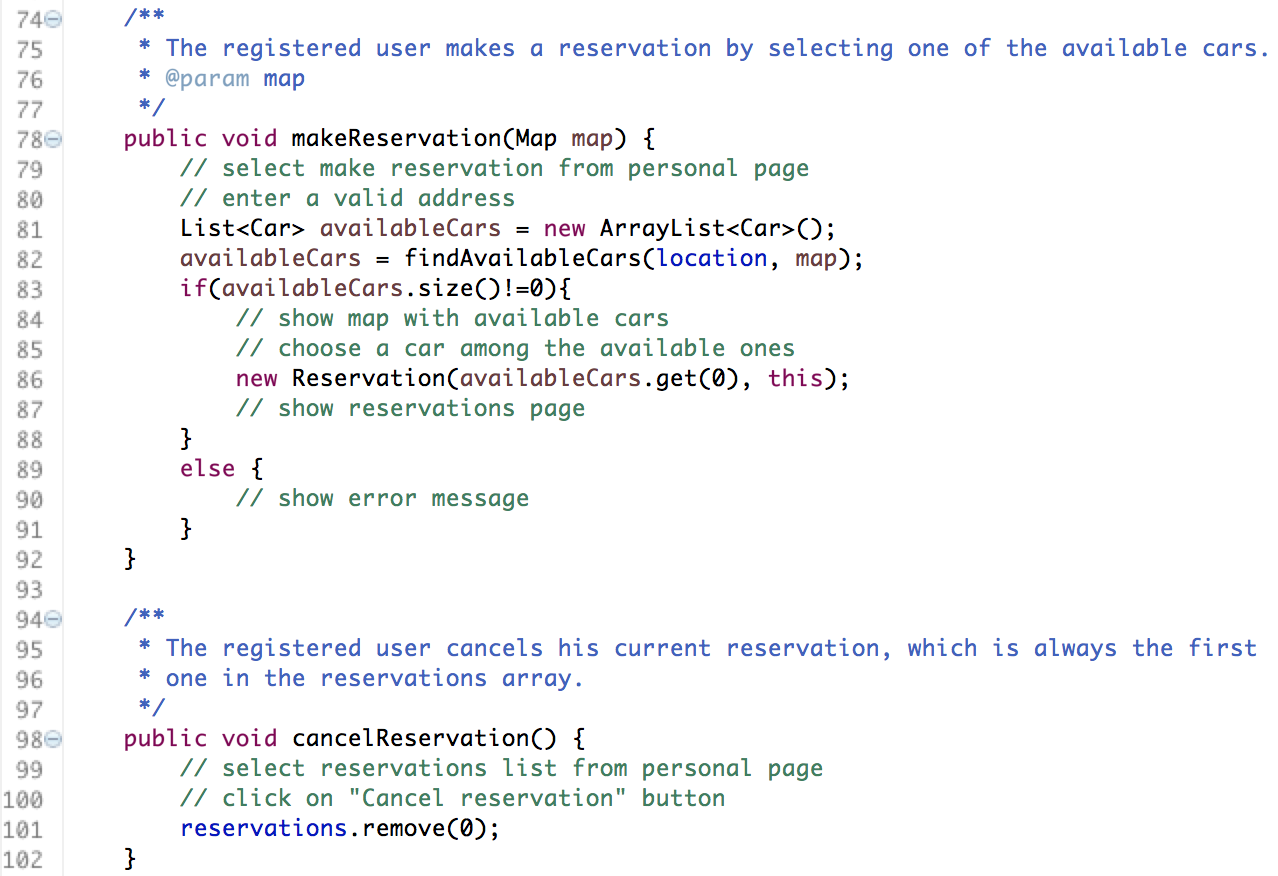 74 /**
75  * The registered user makes a reservation by selecting one of the available cars.
76  * @param map
77  */
78 public void makeReservation(Map map) {
79     // select make reservation from personal page
80     // enter a valid address
81     List<Car> availableCars = new ArrayList<Car>();
82     availableCars = findAvailableCars(location, map);
83     if(availableCars.size()!=0){
84         // show map with available cars
85         // choose a car among the available ones
86         new Reservation(availableCars.get(0), this);
87         // show reservations page
88     }
89     else {
90         // show error message
91     }
92 }
93
94 /**
95  * The registered user cancels his current reservation, which is always the first
96  * one in the reservations array.
97  */
98 public void cancelReservation() {
99     // select reservations list from personal page
100     // click on "Cancel reservation" button
101     reservations.remove(0);
102 }